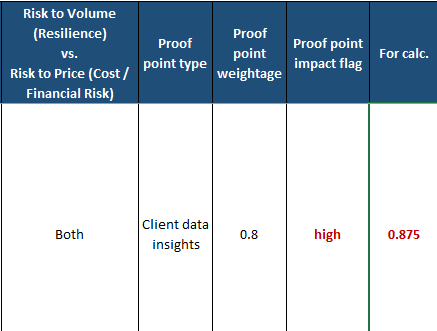 Risk to Volume
(Resilience)
vs.
Risk to Price (Cost /
Financial Risk)
Proof
point type
Proof
point
weightage
Proof point
impact flag
For calc.
Both
Client data
insights
0.8
high
0.875